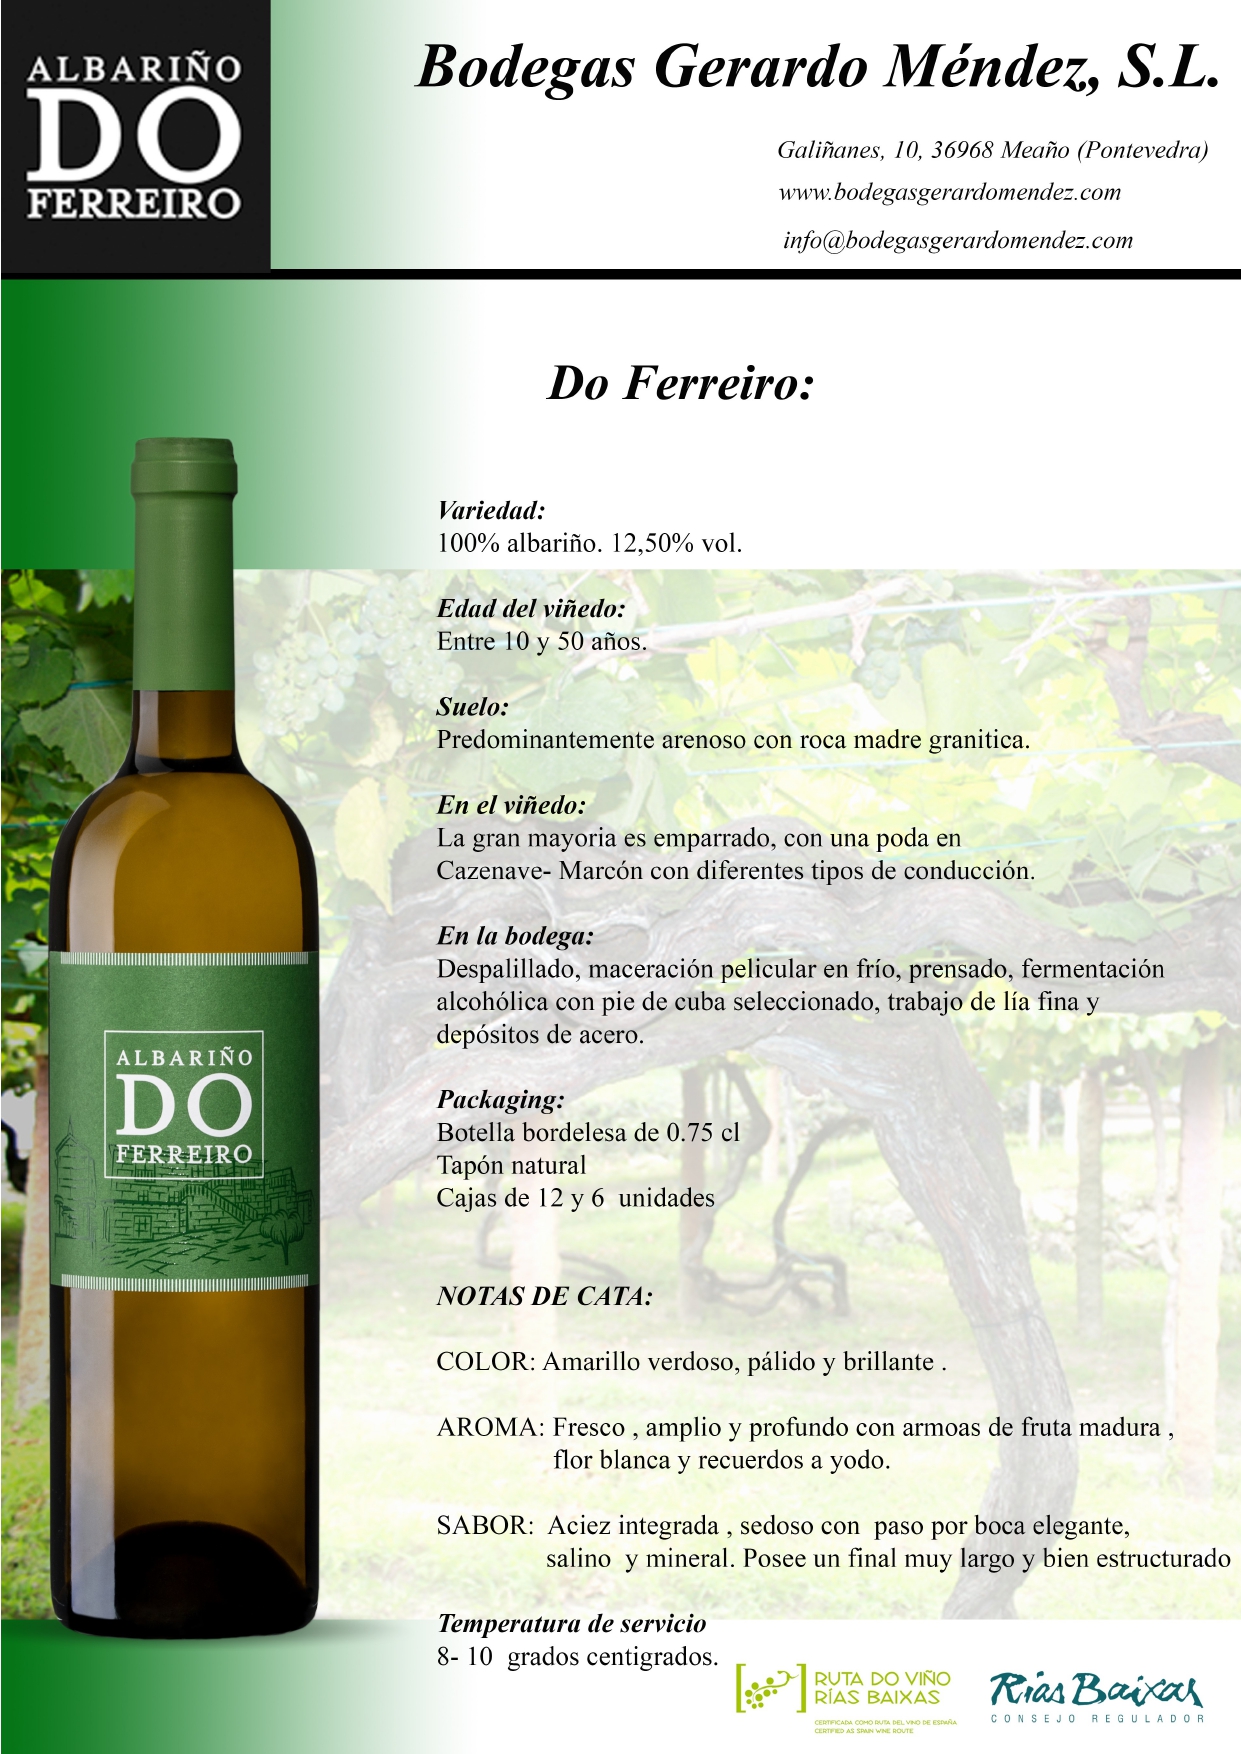 ALBARIÑO
DO
FERREIRO
Bodegas Gerardo Méndez, S.L.
Galiñanes, 10, 36968 Meaño (Pontevedra)
www.bodegasgerardomendez.com
info@bodegasgerardomendez.com
Do Ferreiro:
Variedad:
100% albariño. 12,50% vol.
Edad del viñedo:
Entre 10 y 50 años.
Suelo:
Predominantemente arenoso con roca madre granitica.
En el viñedo:
La gran mayoria es emparrado, con una poda en
Cazenave- Marcón con diferentes tipos de conducción.
En la bodega:
Despalillado, maceración pelicular en frío, prensado, fermentación
alcohólica con pie de cuba seleccionado, trabajo de lía fina y
depósitos de acero.
Packaging:
Botella bordelesa de 0.75 cl
Tapón natural
Cajas de 12 y 6  unidades
NOTAS DE CATA:
COLOR: Amarillo verdoso, pálido y brillante .
AROMA: Fresco , amplio y profundo con armoas de fruta madura ,
flor blanca y recuerdos a yodo.
SABOR:  Aciez integrada , sedoso con  paso por boca elegante,
salino  y mineral. Posee un final muy largo y bien estructurado
Temperatura de servicio
8- 10  grados centigrados.
ALBARIÑO
DO
FERREIRO
RUTA DO VIÑO
RÍAS BAIXAS
CERTIFICADA COMO RUTA DEL VINO DE ESPAÑA
CERTIFIED AS SPAIN WINE ROUTE
Rías Baixas
CONSEJO REGULADOR